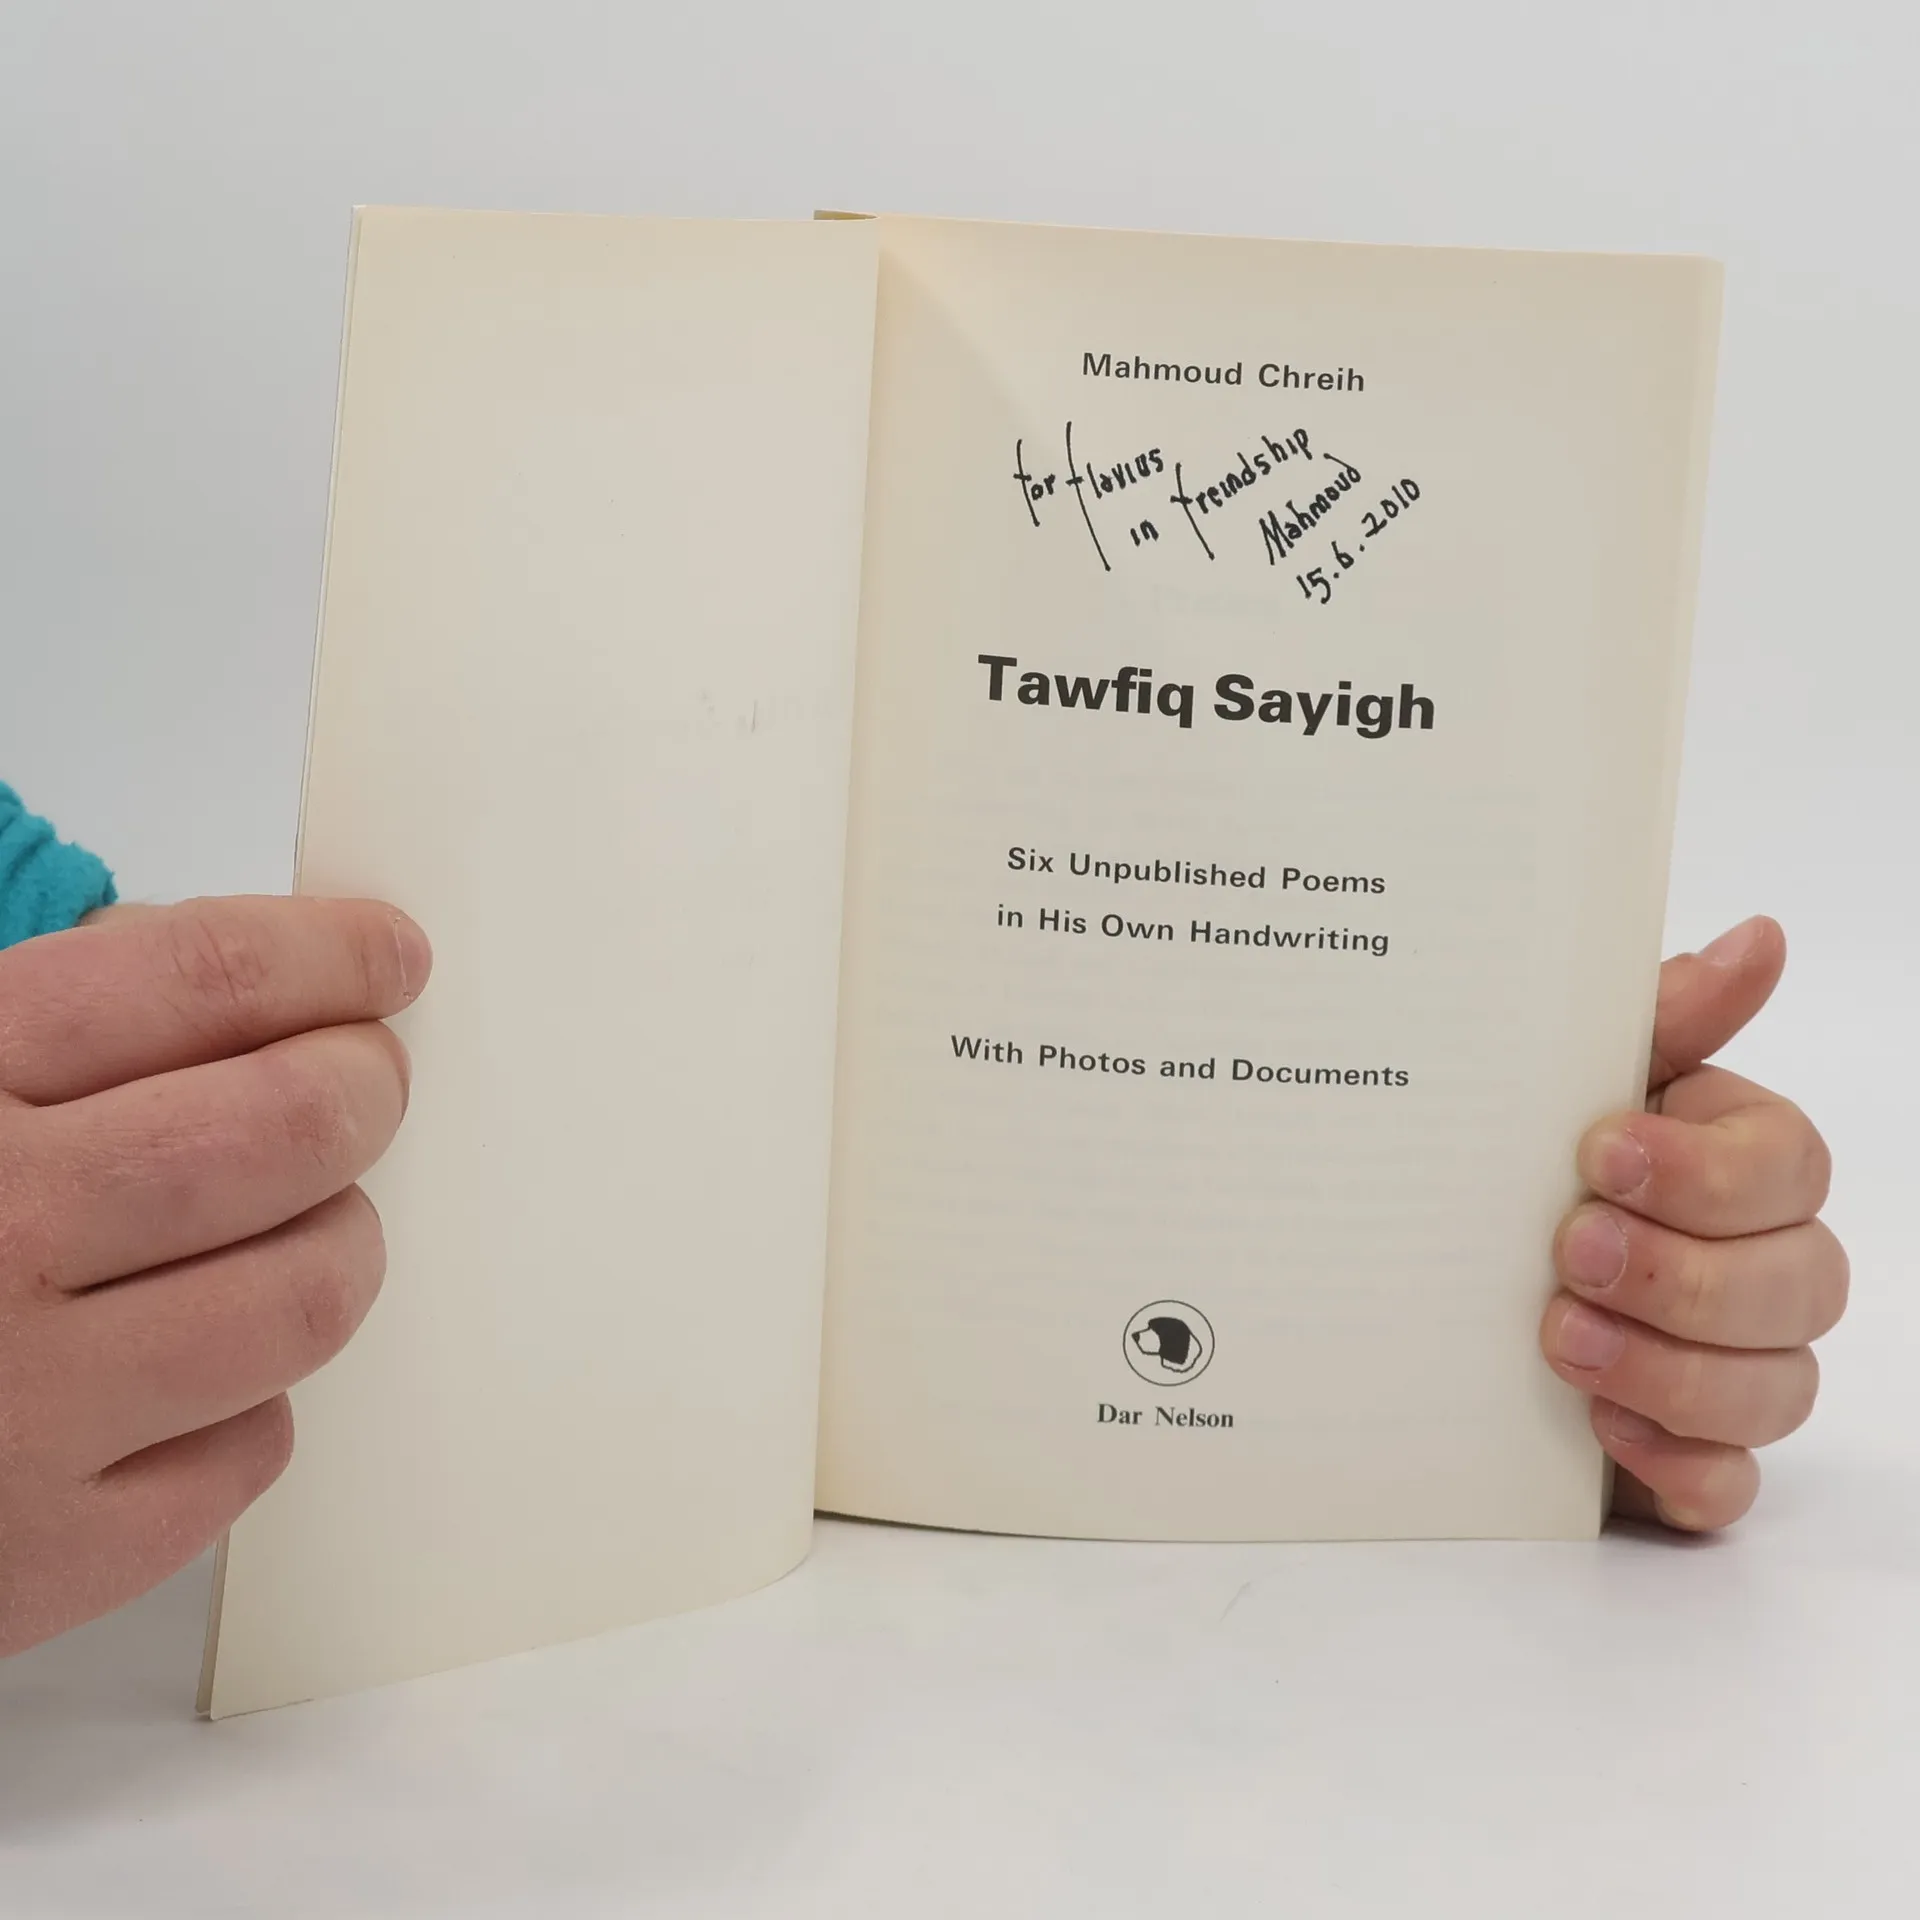 Mahmoud Chreih
for flavius
in freindship
Mahmoud
15.6.2010
Tawfiq Sayigh
Six Unpublished Poems
in His Own Handwriting
With Photos and Documents
Dar Nelson